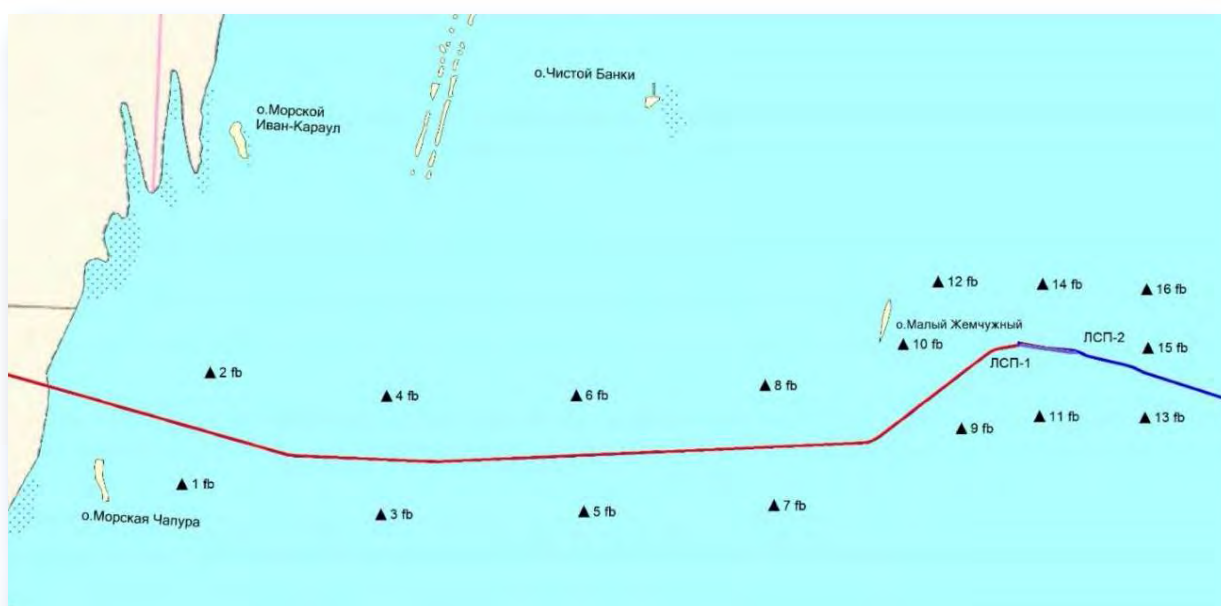 о.Чистой Банки
о.Морской
Иван-Караул
12 fb
14 fb
16 fb
о.Малый Жемчужный
10 fb
ЛСП-1
ЛСП-2
15 fb
2 fb
4 fb
6 fb
8 fb
9 fb
11 fb
13 fb
1 fb
о.Морская Чапура
3 fb
5 fb
7 fb